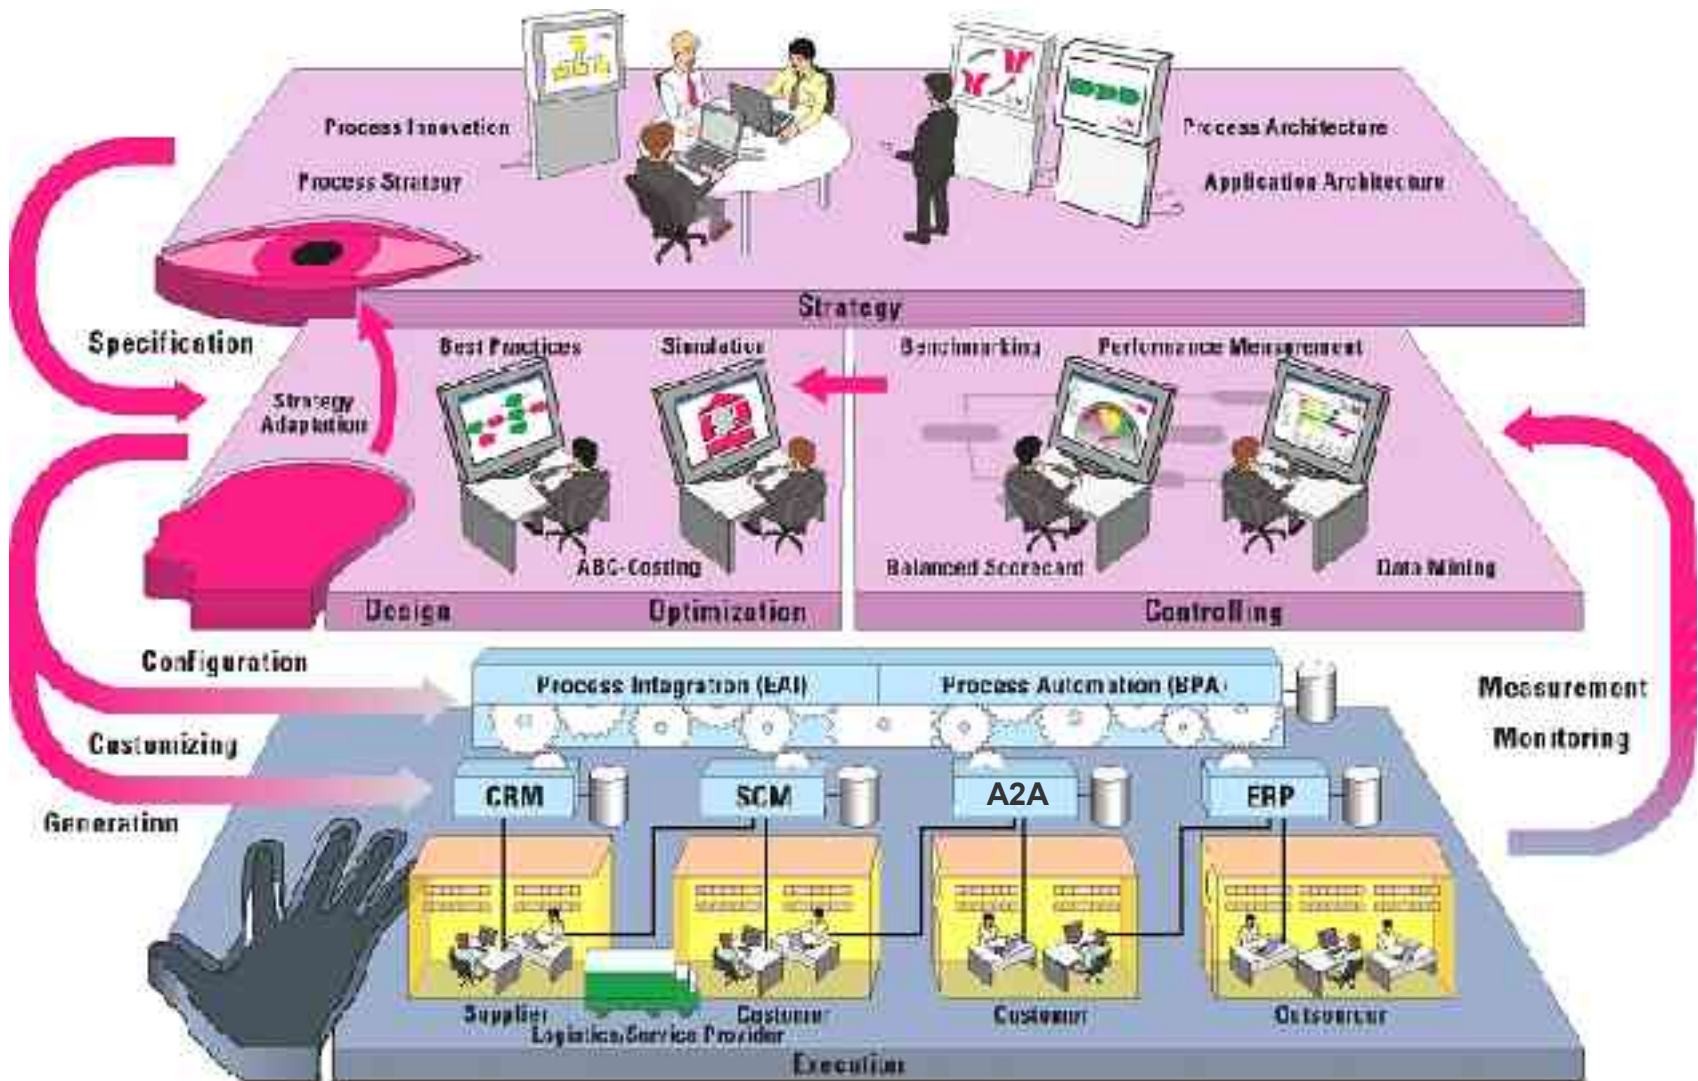 Process Innovation
Process Strategy
Process Architecture
Application Architecture
Strategy
Specification
Best Practices
Simulation
Benchmarking
Performance Measurement
Strategy
Adaptation
ABC-Costing
Balanced Scorecard
Data Mining
Design
Optimization
Controlling
Configuration
Process Integration (EAI)
Process Automation (BPA)
Measurement
Customizing
Monitoring
CRM
SCM
A2A
ERP
Generation
Supplier
Customer
Customer
Outsourcer
Logistics/Service Provider
Execution